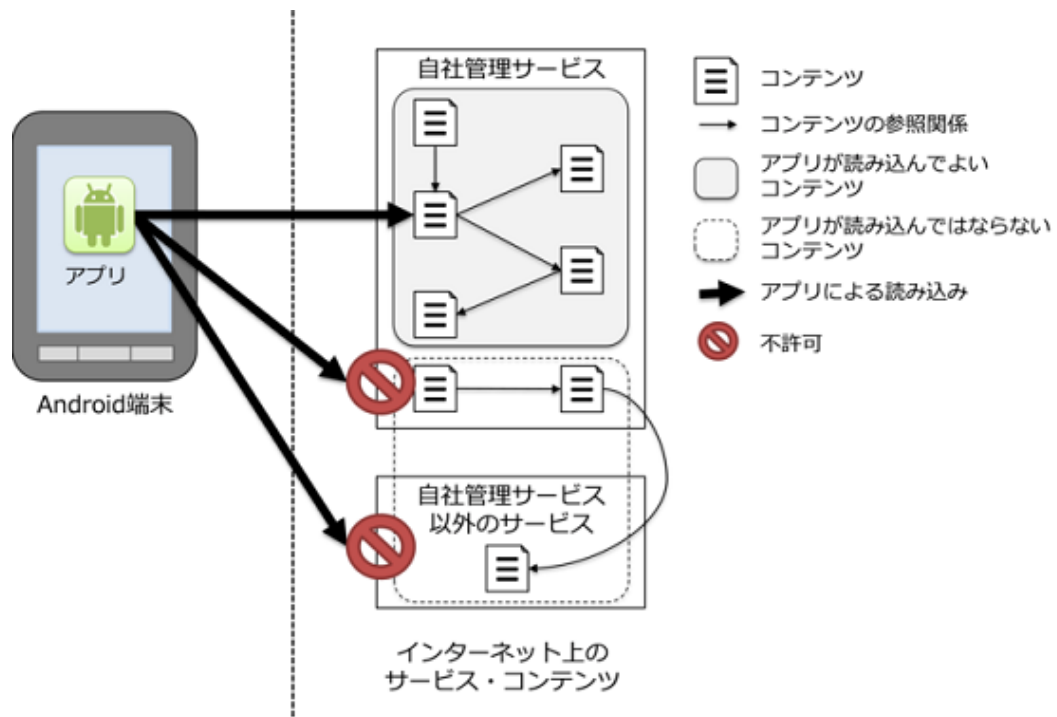 自社管理サービス
アプリ
Android端末
自社管理サービス
以外のサービス
インターネット上の
サービス・コンテンツ
コンテンツ
コンテンツの参照関係
アプリが読み込んでよい
コンテンツ
アプリが読み込んではならない
コンテンツ
アプリによる読み込み
不許可